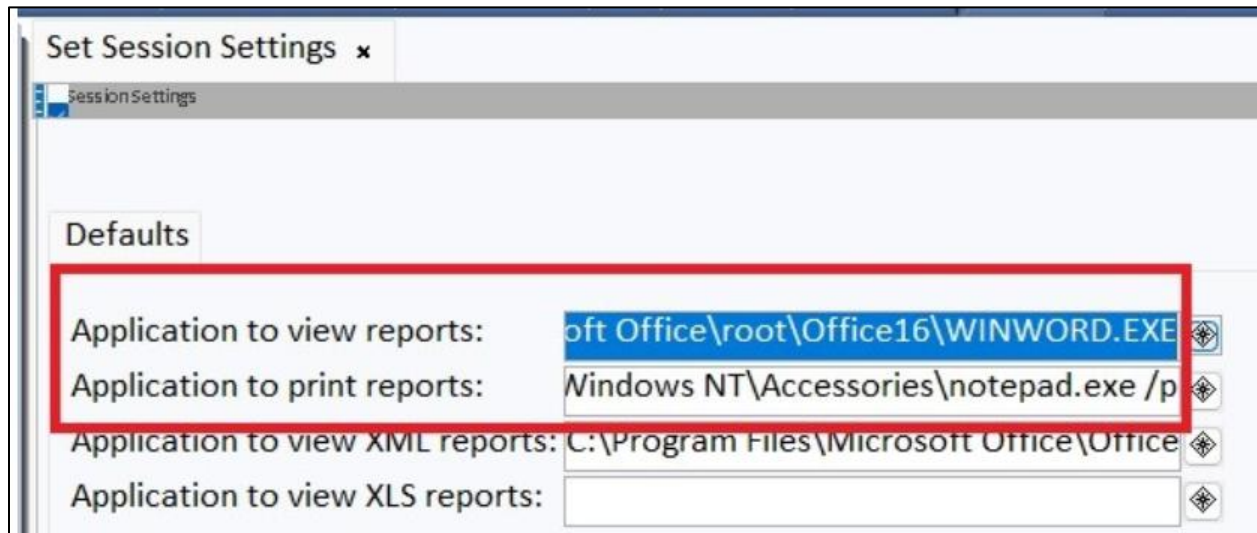 Set Session Settings x
Session Settings
Defaults
Application to view reports: oft Office\root\Office16\WINWORD.EXE
Application to print reports: Windows NT\Accessories\notepad.exe /p
Application to view XML reports: C:\Program Files\Microsoft Office\Office
Application to view XLS reports: